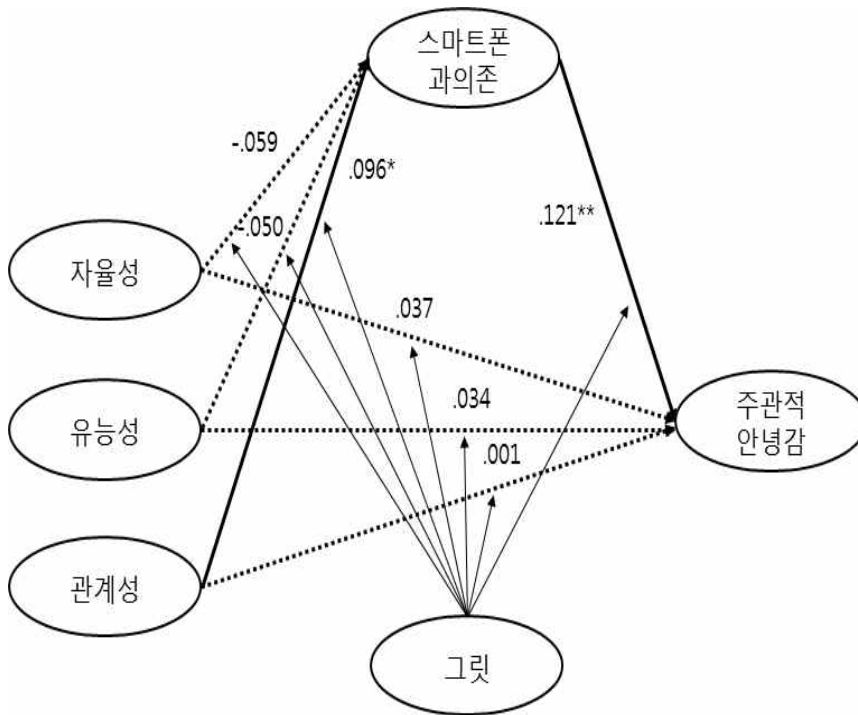 스마트폰
과의존
-.059
.096*
-.050
.121**
자율성
.037
유능성
.034
주관적
안녕감
.001
관계성
그릿